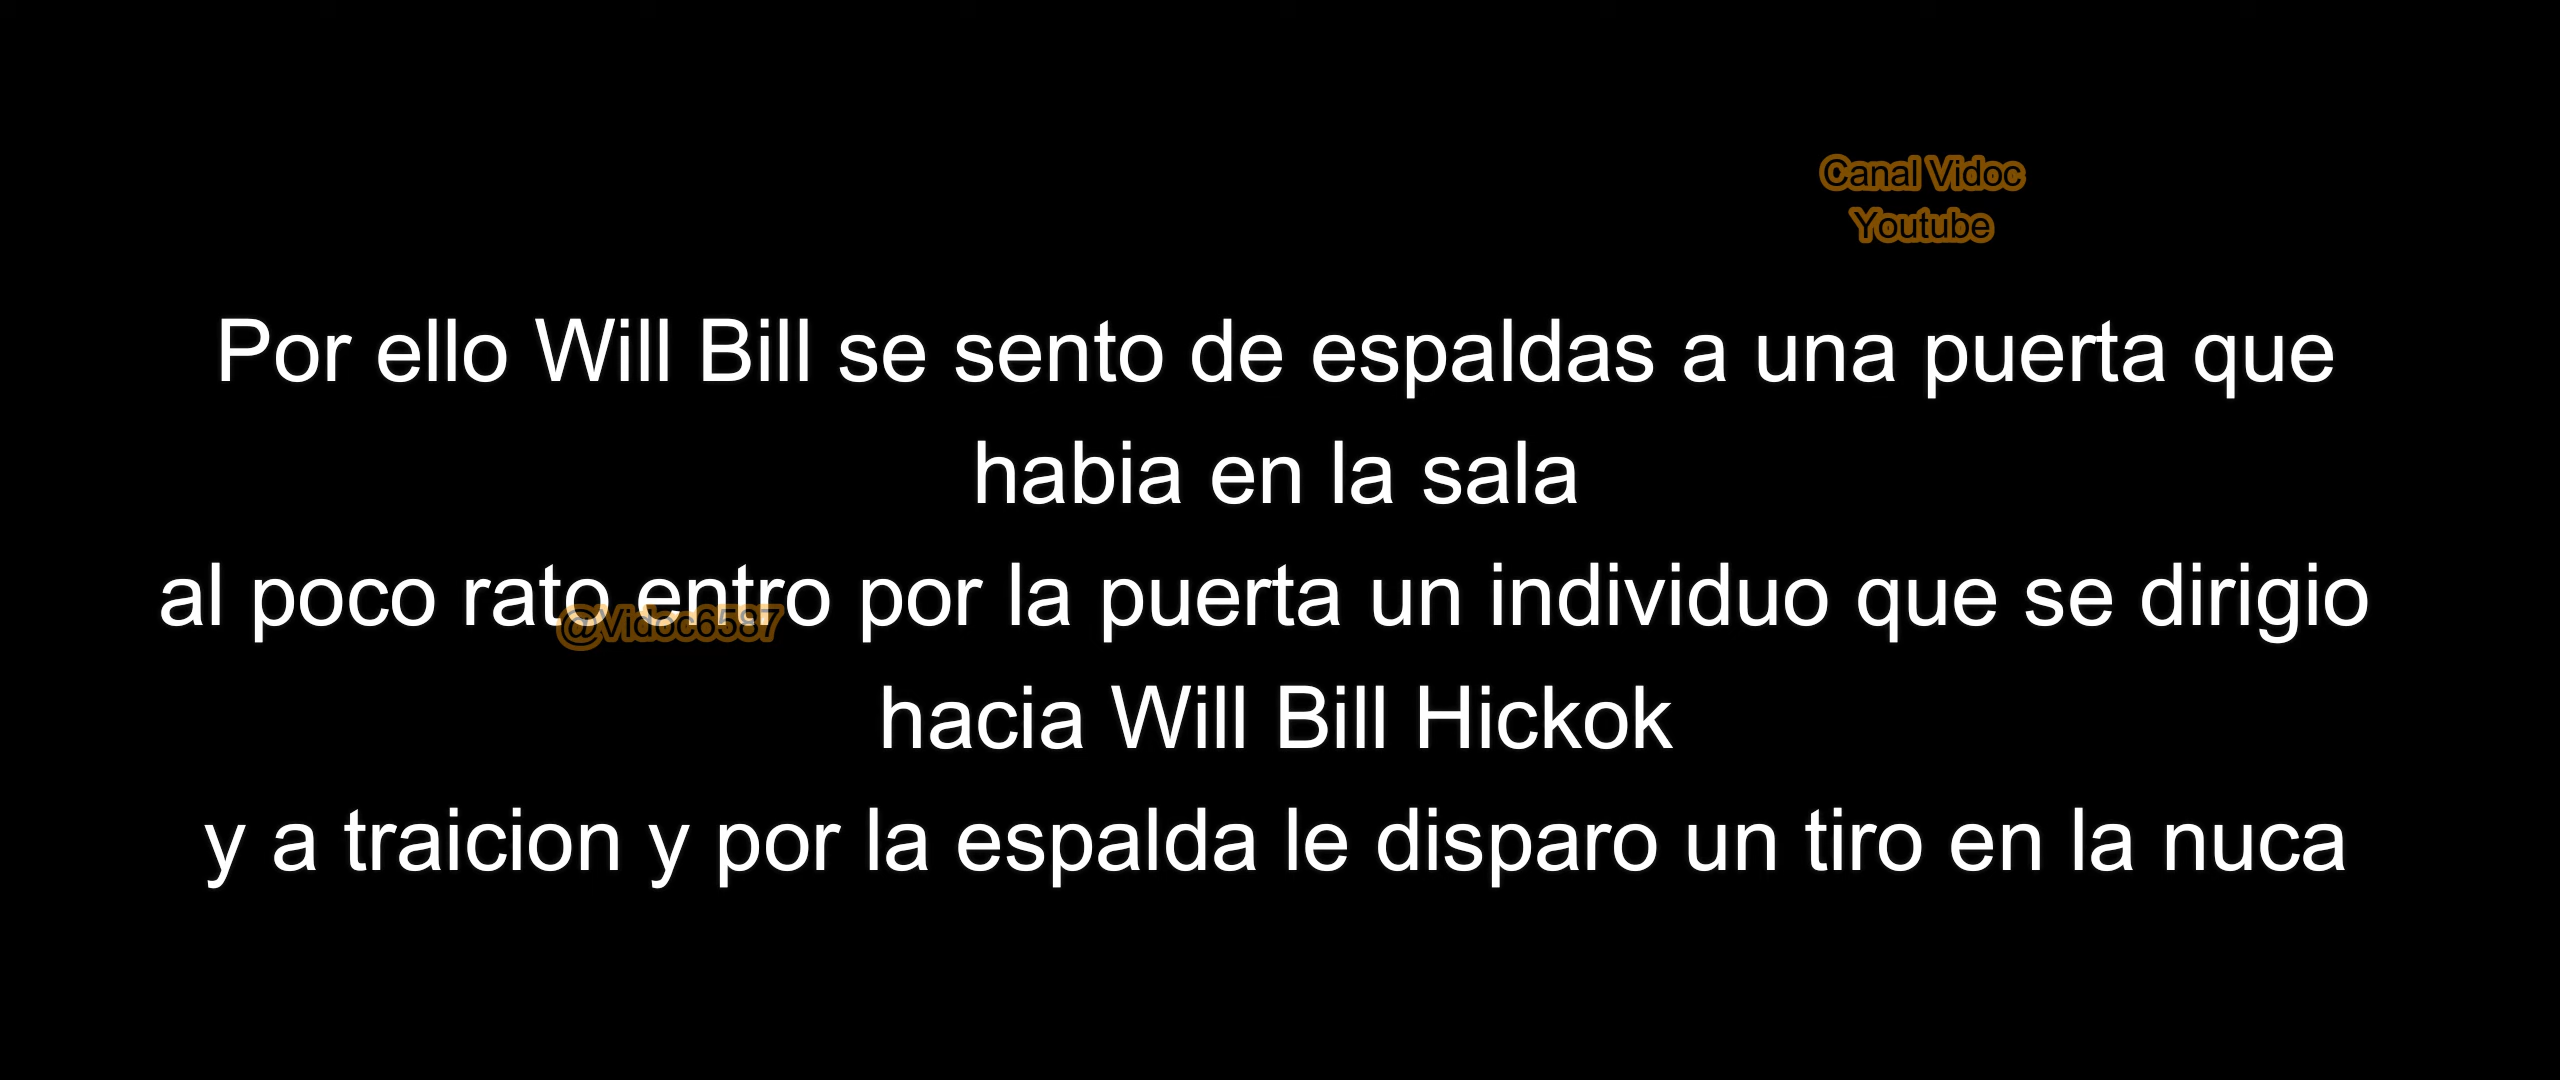 Canal Vidoc
Youtube
Por ello Will Bill se sento de espaldas a una puerta que
habia en la sala
al poco rato entro por la puerta un individuo que se dirigio
@Vidoc6587
hacia Will Bill Hickok
y a traicion y por la espalda le disparo un tiro en la nuca